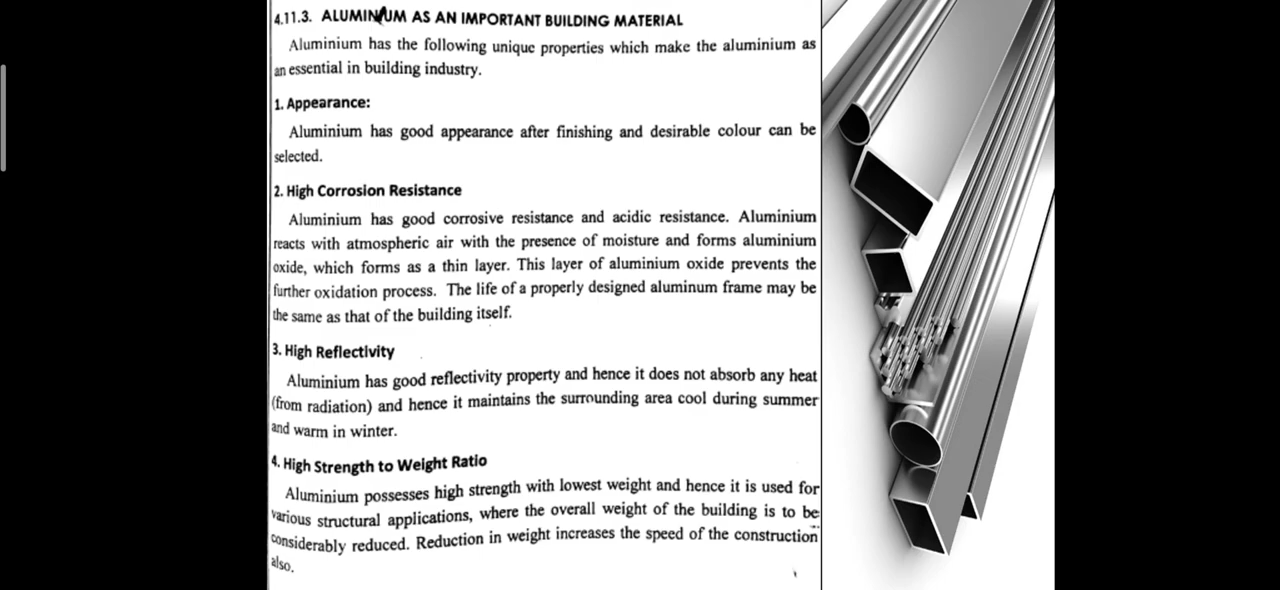 4.11.3. ALUMINIUM AS AN IMPORTANT BUILDING MATERIAL
Aluminium has the following unique properties which make the aluminium as
an essential in building industry.
1. Appearance:
Aluminium has good appearance after finishing and desirable colour can be
selected.
2. High Corrosion Resistance
Aluminium has good corrosive resistance and acidic resistance. Aluminium
reacts with atmospheric air with the presence of moisture and forms aluminium
oxide, which forms as a thin layer. This layer of aluminium oxide prevents the
further oxidation process. The life of a properly designed aluminum frame may be
the same as that of the building itself.
3. High Reflectivity
Aluminium has good reflectivity property and hence it does not absorb any heat
(from radiation) and hence it maintains the surrounding area cool during summer
and warm in winter.
4. High Strength to Weight Ratio
Aluminium possesses high strength with lowest weight and hence it is used for
various structural applications, where the overall weight of the building is to be
considerably reduced. Reduction in weight increases the speed of the construction
also.